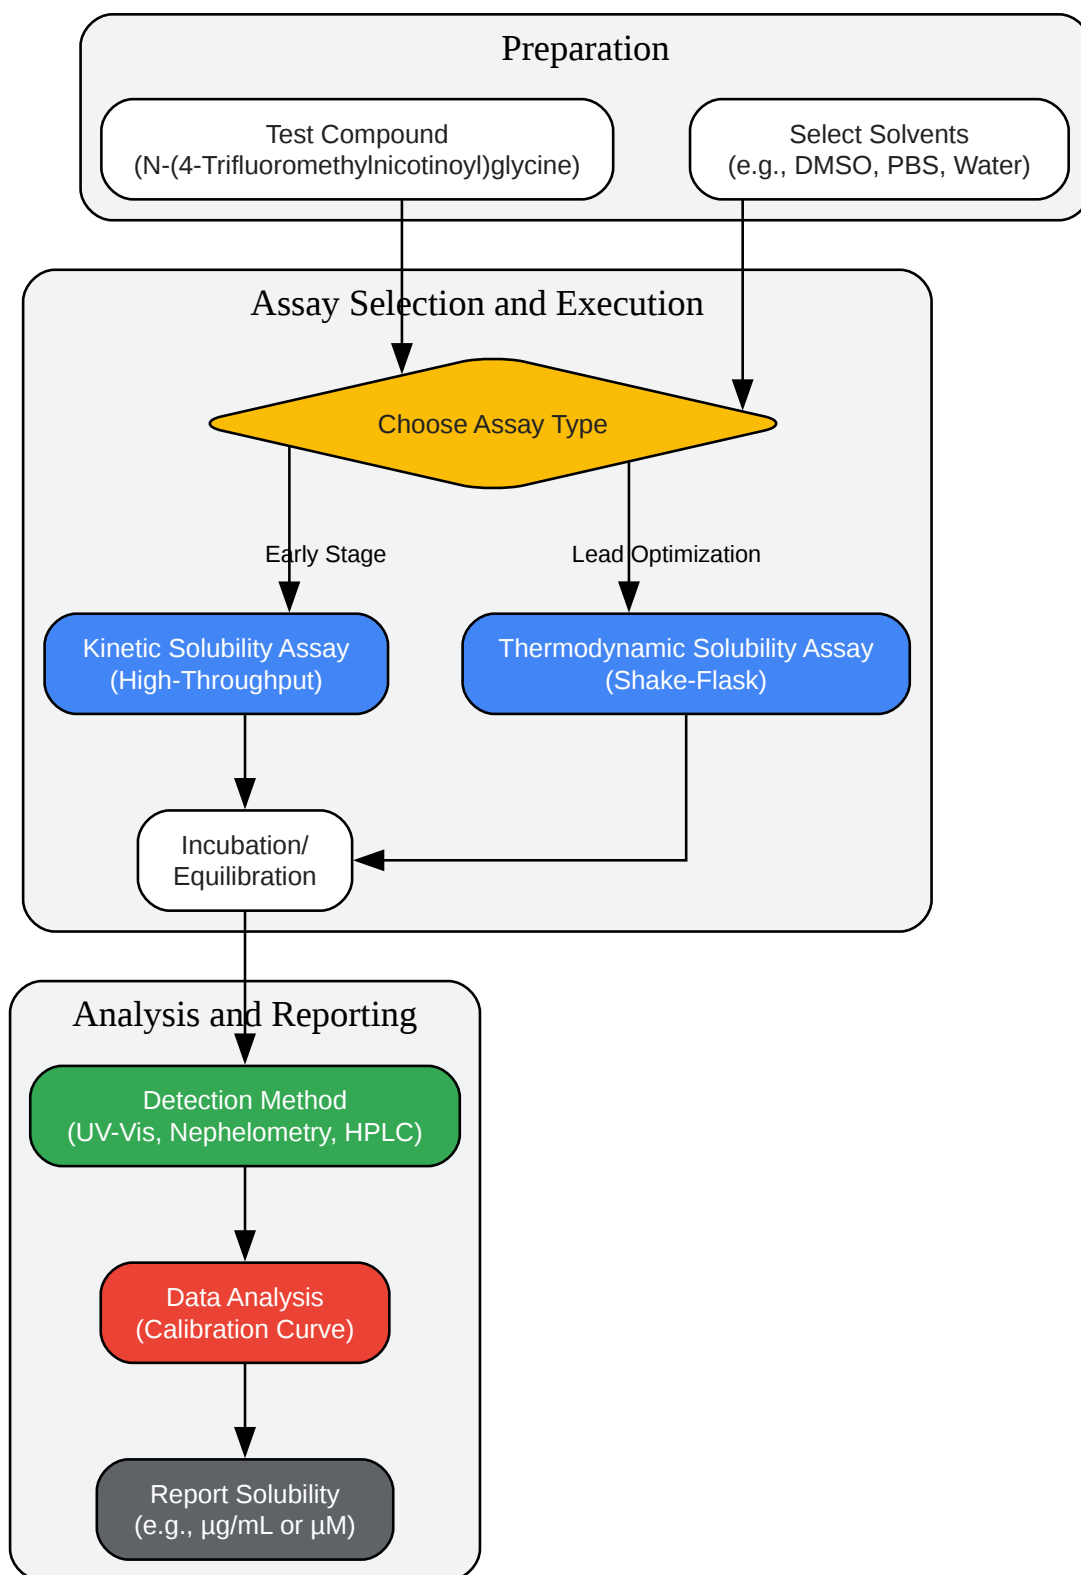 Preparation
Test Compound
(N-(4-Trifluoromethylnicotinoyl)glycine)
Select Solvents
(e.g., DMSO, PBS, Water)
Assay Selection and Execution
Choose Assay Type
Early Stage
Lead Optimization
Kinetic Solubility Assay
(High-Throughput)
Thermodynamic Solubility Assay
(Shake-Flask)
Incubation/
Equilibration
Analysis and Reporting
Detection Method
(UV-Vis, Nephelometry, HPLC)
Data Analysis
(Calibration Curve)
Report Solubility
(e.g., µg/mL or µM)